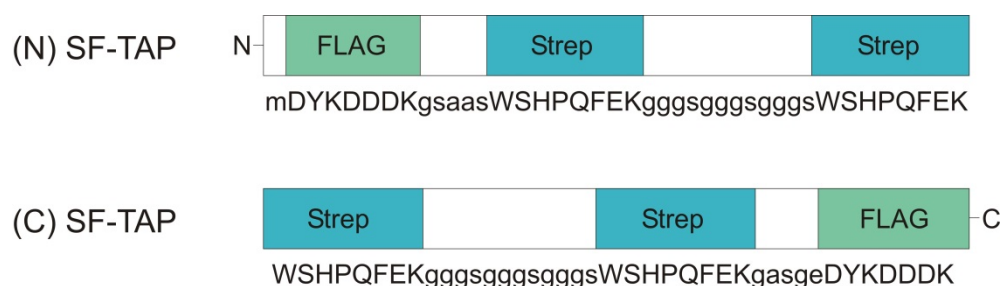 (N) SF-TAP N FLAG Strep Strep
mDYKDDDKgsaasWSHPQFEKgggsgggsgggsWSHPQFEK
(C) SF-TAP Strep Strep FLAG C
WSHPQFEKgggsgggsgggsWSHPQFEKgasgeDYKDDDK